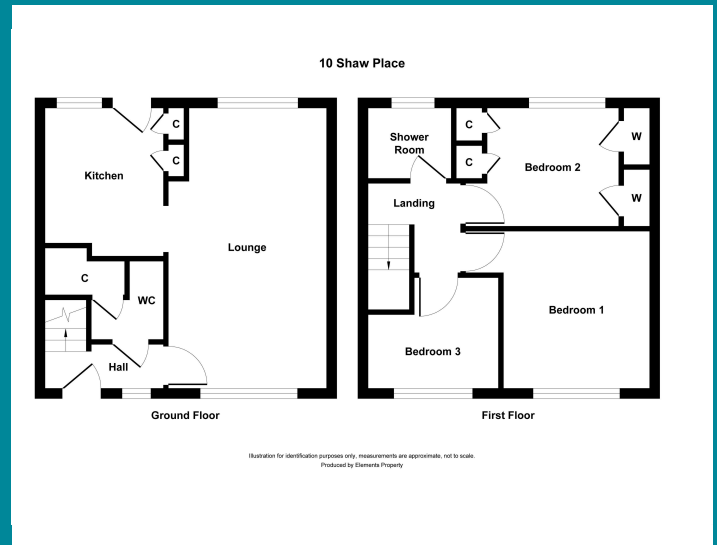 10 Shaw Place
C
C
Kitchen
Lounge
C
WC
Hall
Ground Floor
Shower
Room
C
C
W
Bedroom 2
W
Landing
Bedroom 1
Bedroom 3
First Floor
Illustration for identification purposes only, measurements are approximate, not to scale.
Produced by Elements Property